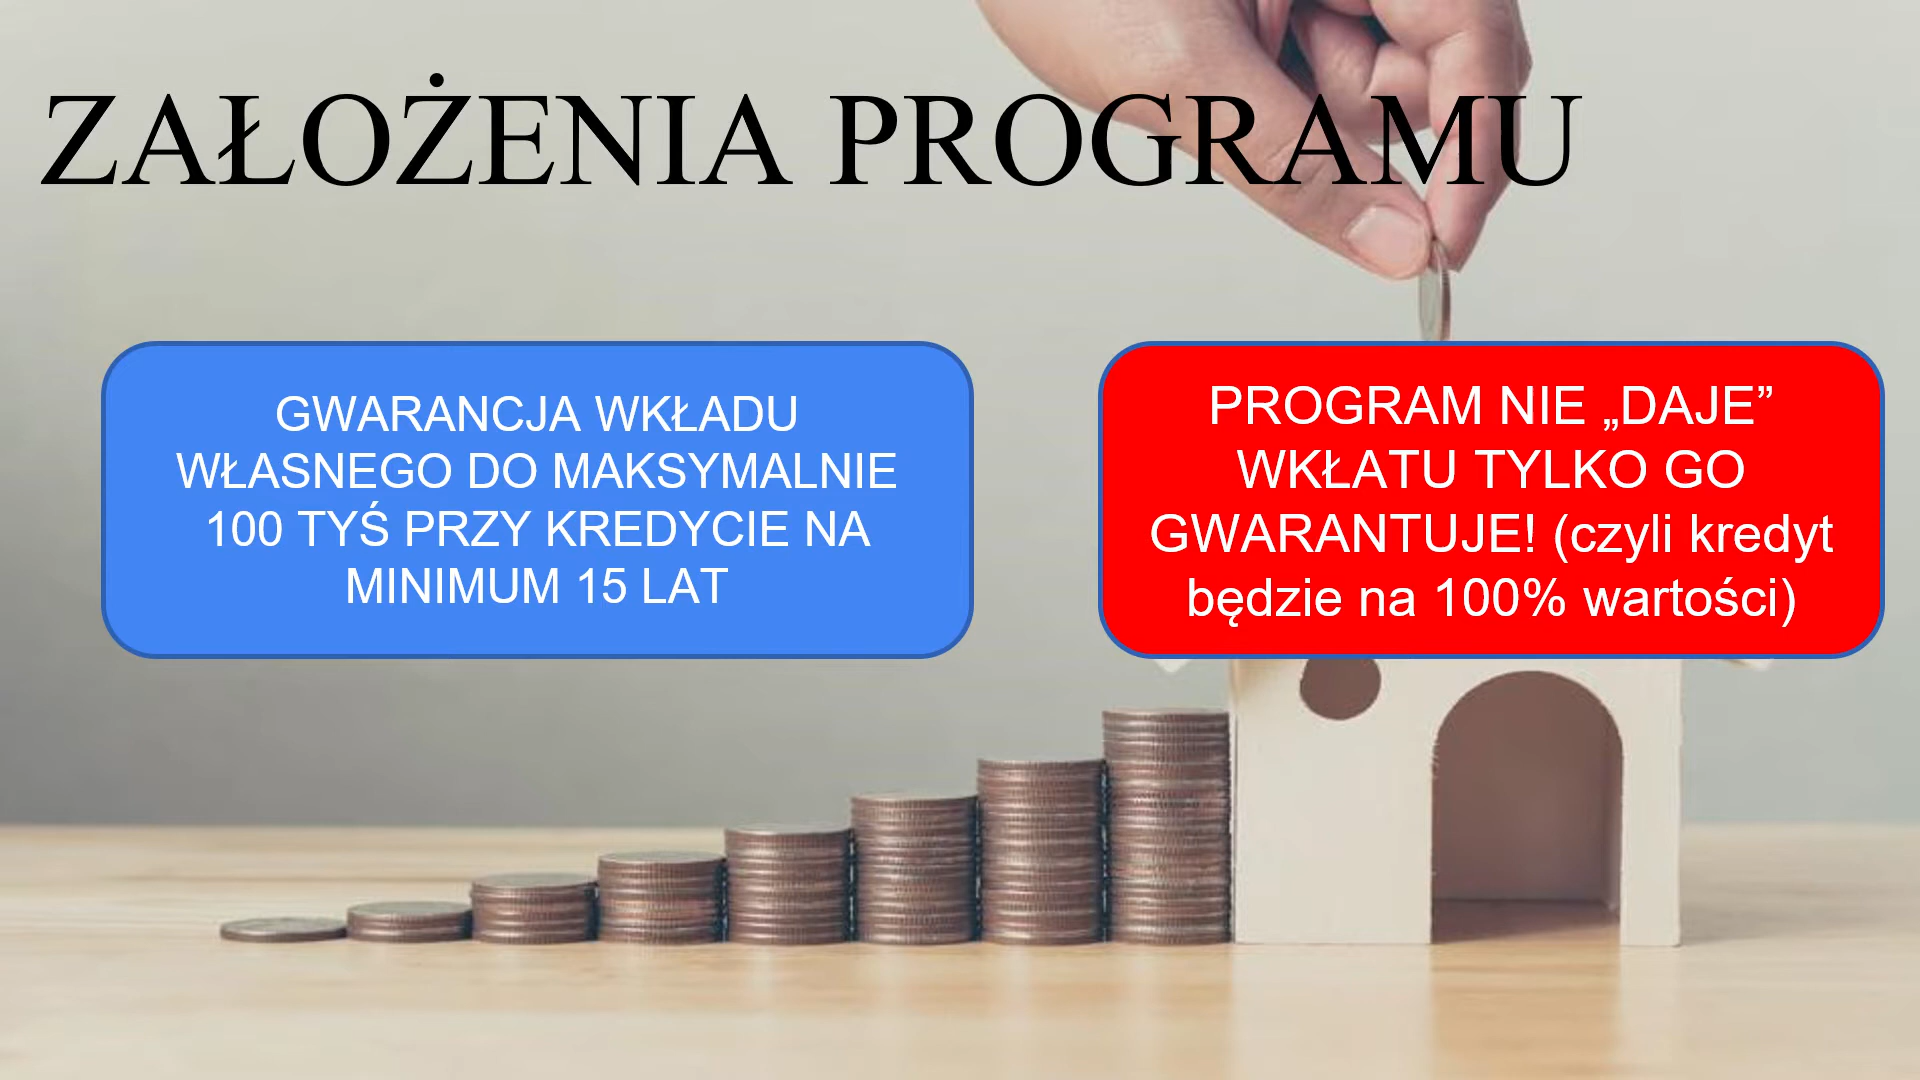 ZAŁOŻENIA PROGRAMU
GWARANCJA WKŁADU
WŁASNEGO DO MAKSYMALNIE
100 TYŚ PRZY KREDYCIE NA
MINIMUM 15 LAT
PROGRAM NIE „DAJE”
WKŁATU TYLKO GO
GWARANTUJE! (czyli kredyt
będzie na 100% wartości)